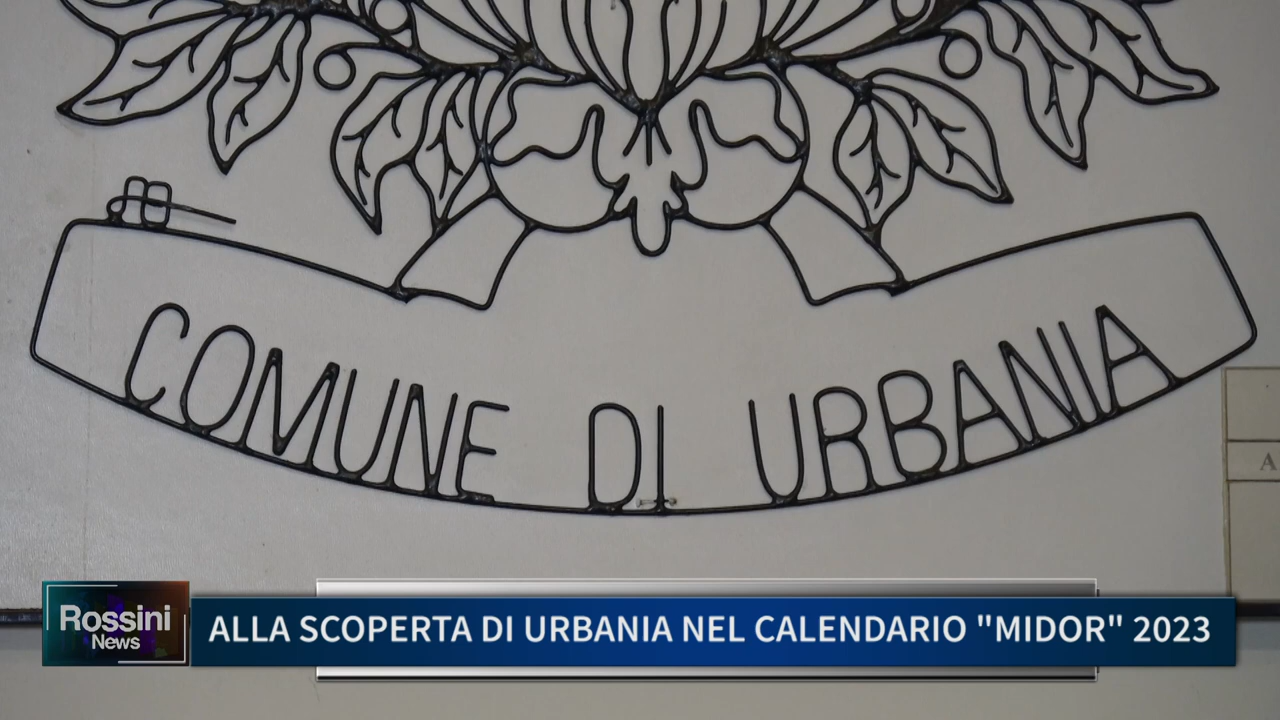 COMUNE DI URBANIA
A
Rossini
News
ALLA SCOPERTA DI URBANIA NEL CALENDARIO "MIDOR" 2023